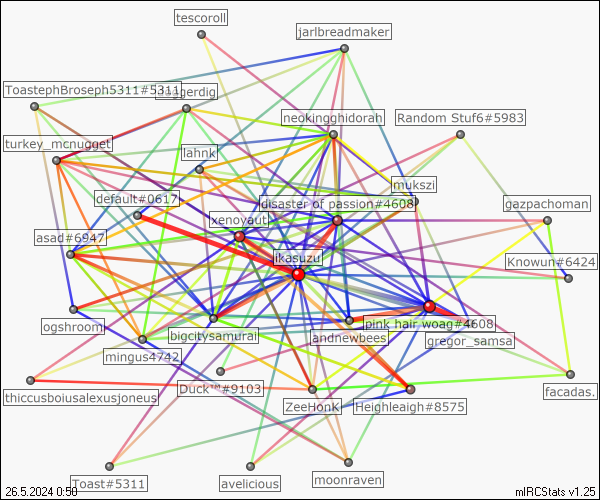 tescoroll
jarlbreadmaker
ToastephBroseph5311#5311
neokingghidorah
Random Stuf6#5983
turkey_mcnugget
lahnk
mukszi
default#0617
disaster of passion#4608
gazpachoman
xenoyaut
asad#6947
ikasuzu
Knowun#6424
ogshroom
pink hair woag#4608
bigcitysamurai
andnewbees
gregor_samsa
mingus4742
thiccusboiusalexusjoneus
Duck™#9103
facadas.
ZeeHonk
Heighleaigh#8575
Toast#5311
avelicious
moonraven
26.5.2024 0:50
mIRCStats v1.25